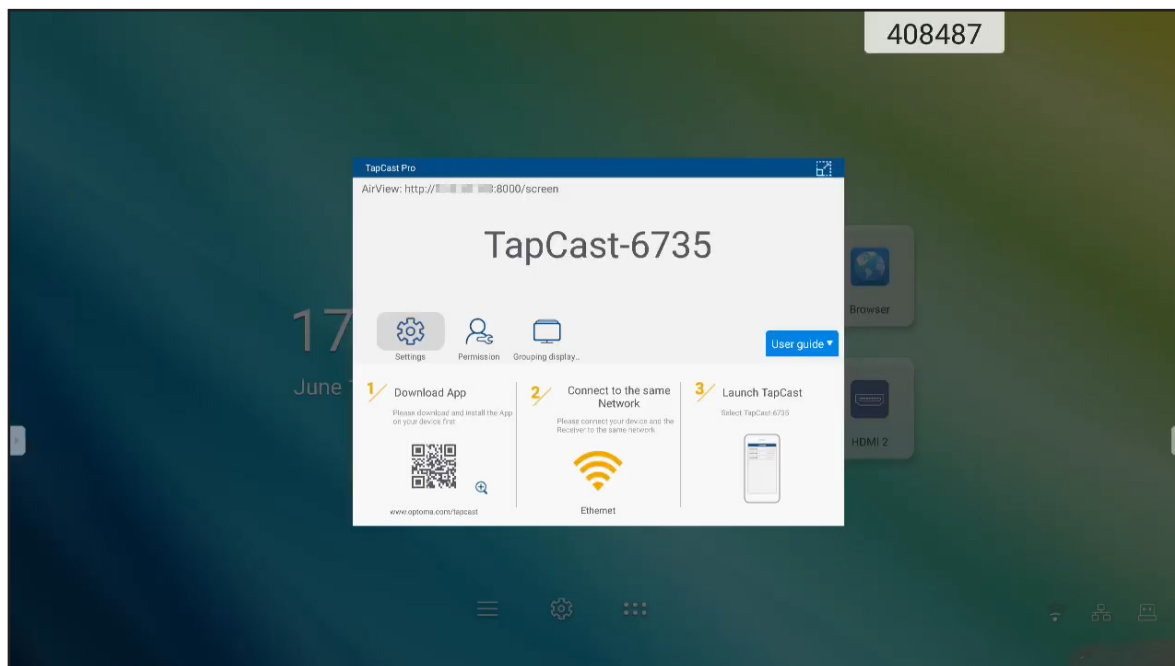 408487
TapCast Pro
AirView: http:// :8000/screen
TapCast-6735
17
June
Browser
HDMI 2
Settings
Permission
Grouping display..
User guide
1
Download App
Please download and install the App
on your device first
www.optoma.com/tapcast
2
Connect to the same
Network
Please connect your device and the
Receiver to the same network
Ethernet
3
Launch TapCast
Select TapCast-6735